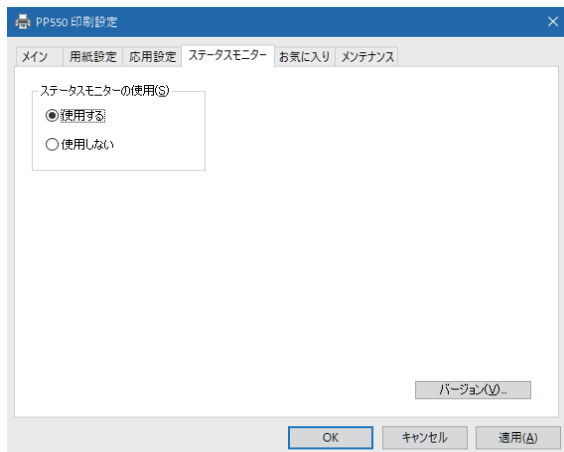 PP550 印刷設定
メイン 用紙設定 応用設定 ステータスモニター お気に入り メンテナンス
ステータスモニターの使用(S)
使用する
使用しない
バージョン(V)...
OK キャンセル 適用(A)